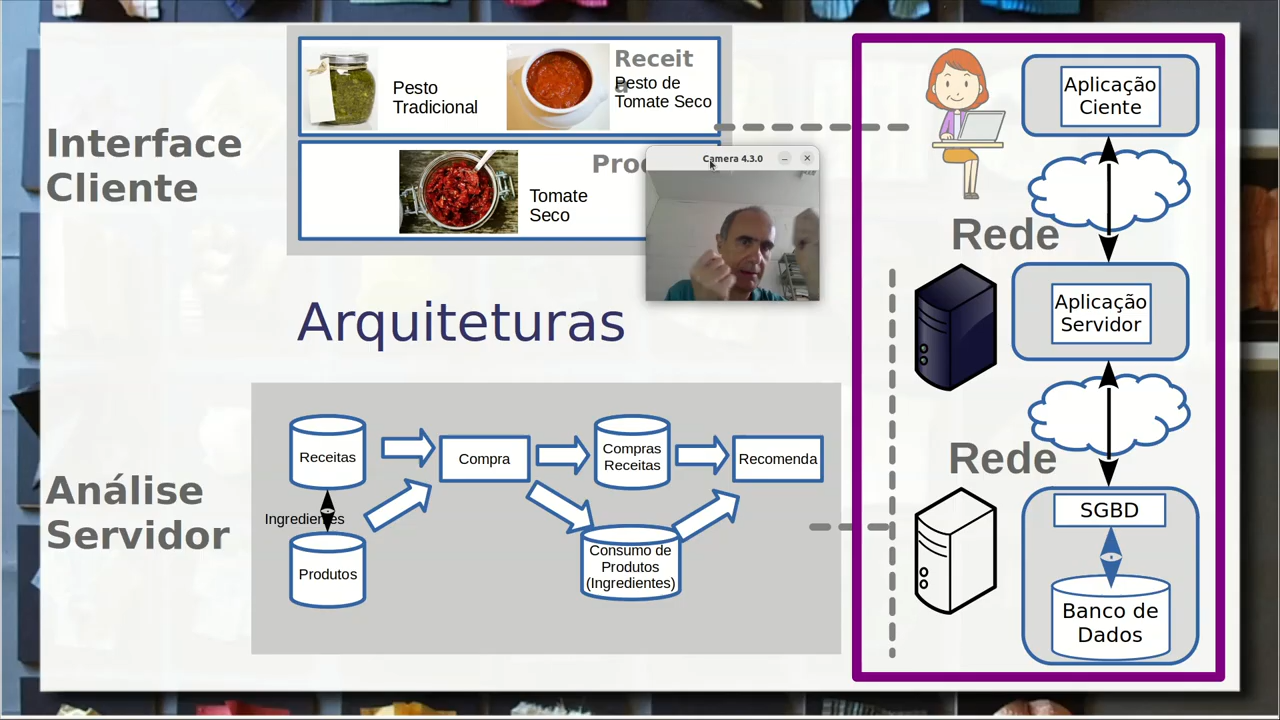 Interface
Cliente
Pesto
Tradicional
Receit
a
Pesto de
Tomate Seco
Tomate
Seco
Camera 4.3.0
Arquiteturas
Análise
Servidor
Receitas
Ingredientes
Produtos
Compra
Compras
Receitas
Consumo de
Produtos
(Ingredientes)
Recomenda
Aplicação
Ciente
Rede
Aplicação
Servidor
Rede
SGBD
Banco de
Dados